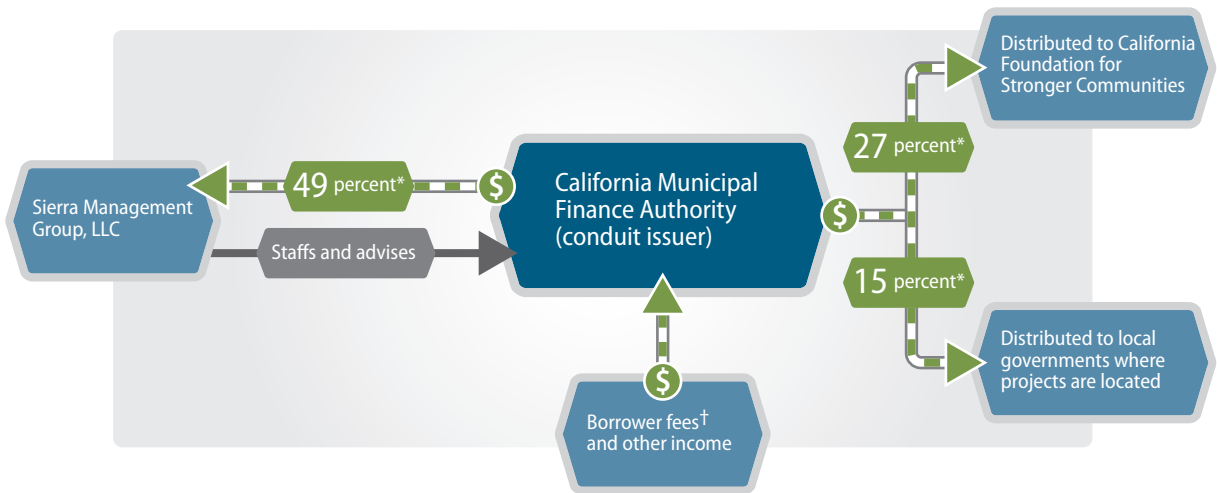 Distributed to California
Foundation for
Stronger Communities
27 percent*
49 percent*
$
California Municipal
Finance Authority
(conduit issuer)
$
Sierra Management
Group, LLC
Staffs and advises
15 percent*
Distributed to local
governments where
projects are located
$
Borrower fees†
and other income